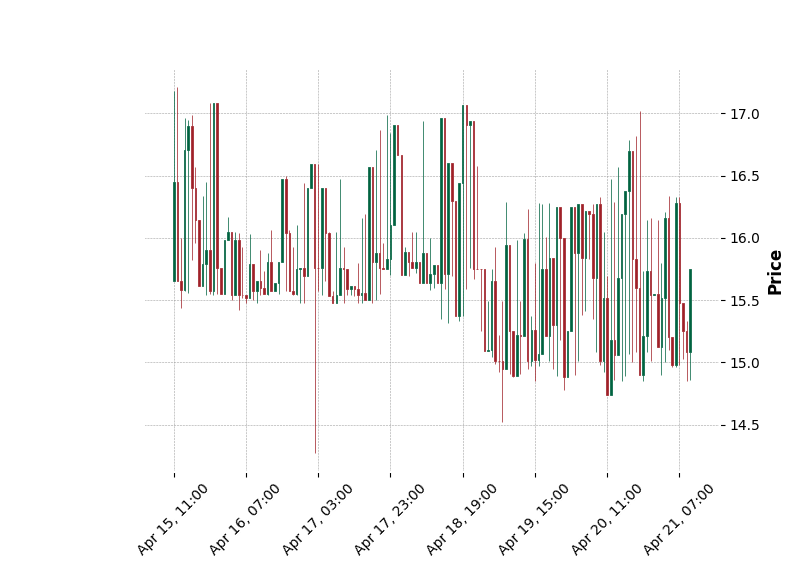 17.0
16.5
16.0
15.5
15.0
14.5
Price
Apr 15, 11:00
Apr 16, 07:00
Apr 17, 03:00
Apr 17, 23:00
Apr 18, 19:00
Apr 19, 15:00
Apr 20, 11:00
Apr 21, 07:00